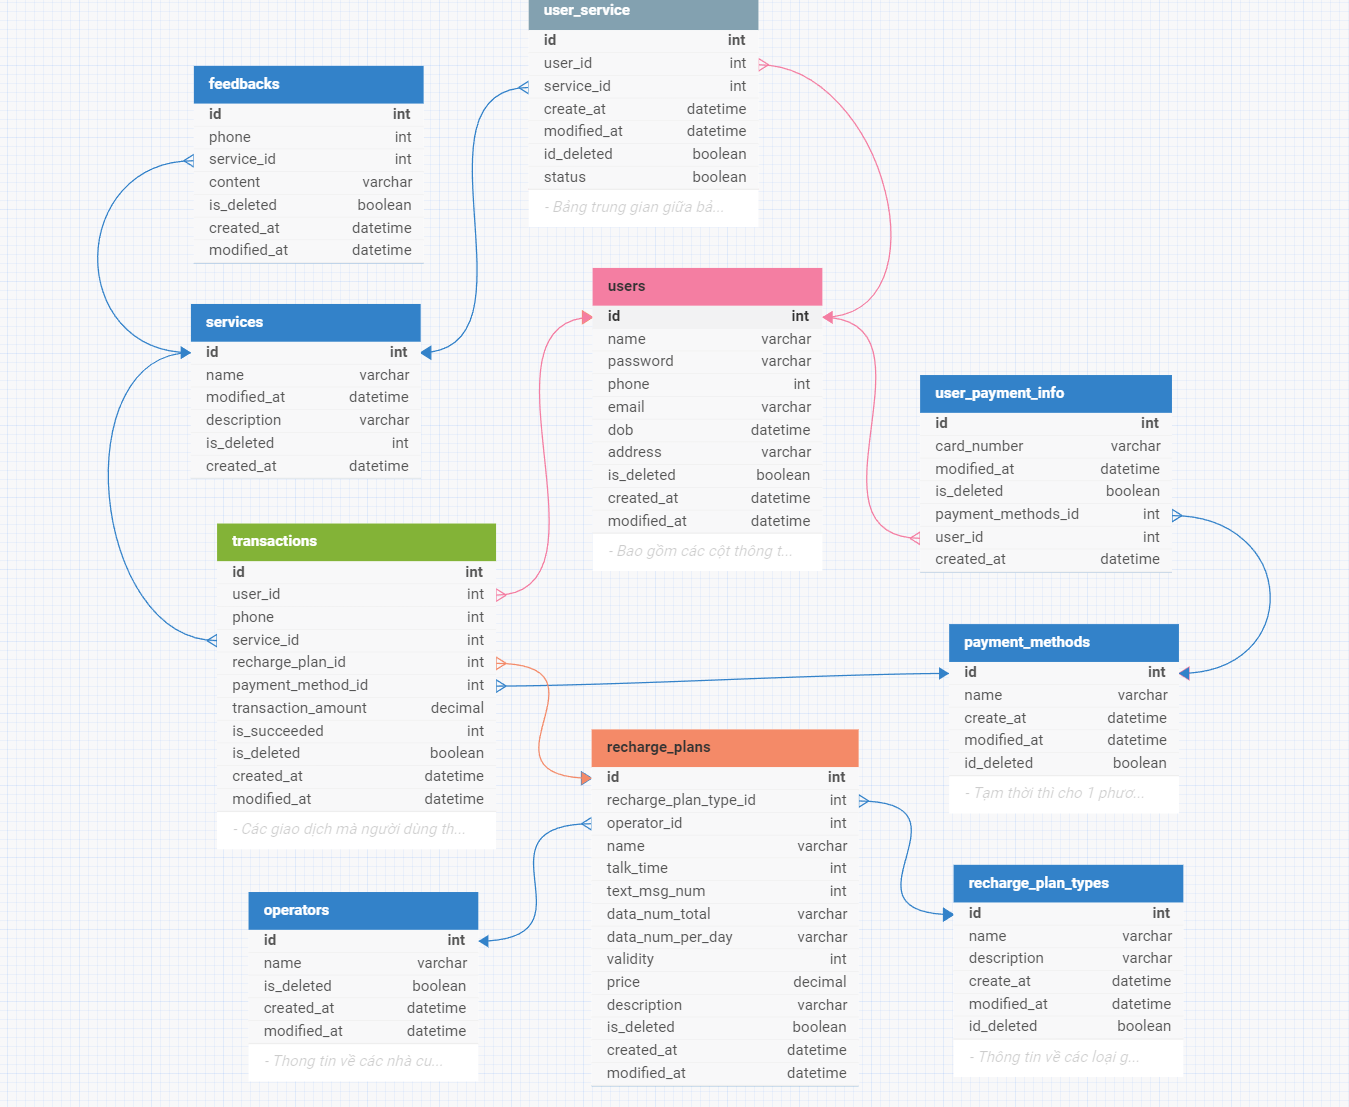 user_service
id int
user_id int
service_id int
create_at datetime
modified_at datetime
id_deleted boolean
status boolean
- Bảng trung gian giữa bả...
feedbacks
id int
phone int
service_id int
content varchar
is_deleted boolean
created_at datetime
modified_at datetime
services
id int
name varchar
modified_at datetime
description varchar
is_deleted int
created_at datetime
users
id int
name varchar
password varchar
phone int
email varchar
dob datetime
address varchar
is_deleted boolean
created_at datetime
modified_at datetime
- Bao gồm các cột thông t...
user_payment_info
id int
card_number varchar
modified_at datetime
is_deleted boolean
payment_methods_id int
user_id int
created_at datetime
transactions
id int
user_id int
phone int
service_id int
recharge_plan_id int
payment_method_id int
transaction_amount decimal
is_succeeded int
is_deleted boolean
created_at datetime
modified_at datetime
- Các giao dịch mà người dùng th...
payment_methods
id int
name varchar
create_at datetime
modified_at datetime
id_deleted boolean
- Tạm thời thì cho 1 phươ...
recharge_plans
id int
recharge_plan_type_id int
operator_id int
name varchar
talk_time int
text_msg_num int
data_num_total varchar
data_num_per_day varchar
validity int
price decimal
description varchar
is_deleted boolean
created_at datetime
modified_at datetime
operators
id int
name varchar
is_deleted boolean
created_at datetime
modified_at datetime
- Thong tin về các nhà cu...
recharge_plan_types
id int
name varchar
description varchar
create_at datetime
modified_at datetime
id_deleted boolean
- Thông tin về các loại g...